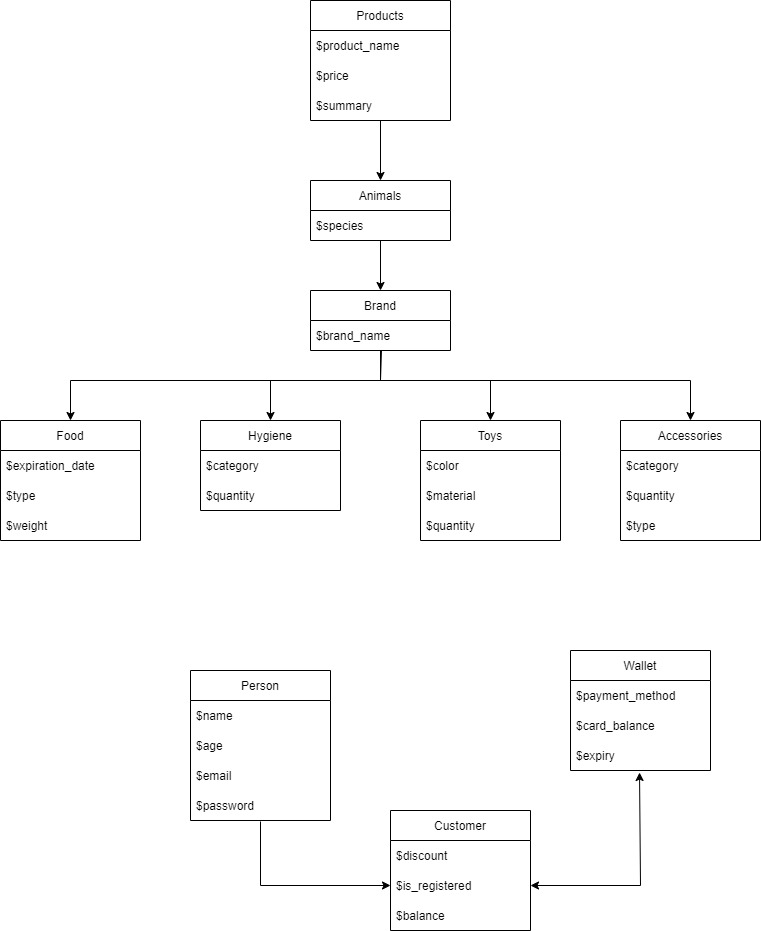 Products
$product_name
$price
$summary
Animals
$species
Brand
$brand_name
Food
$expiration_date
$type
$weight
Hygiene
$category
$quantity
Toys
$color
$material
$quantity
Accessories
$category
$quantity
$type
Person
$name
$age
$email
$password
Wallet
$payment_method
$card_balance
$expiry
Customer
$discount
$is_registered
$balance